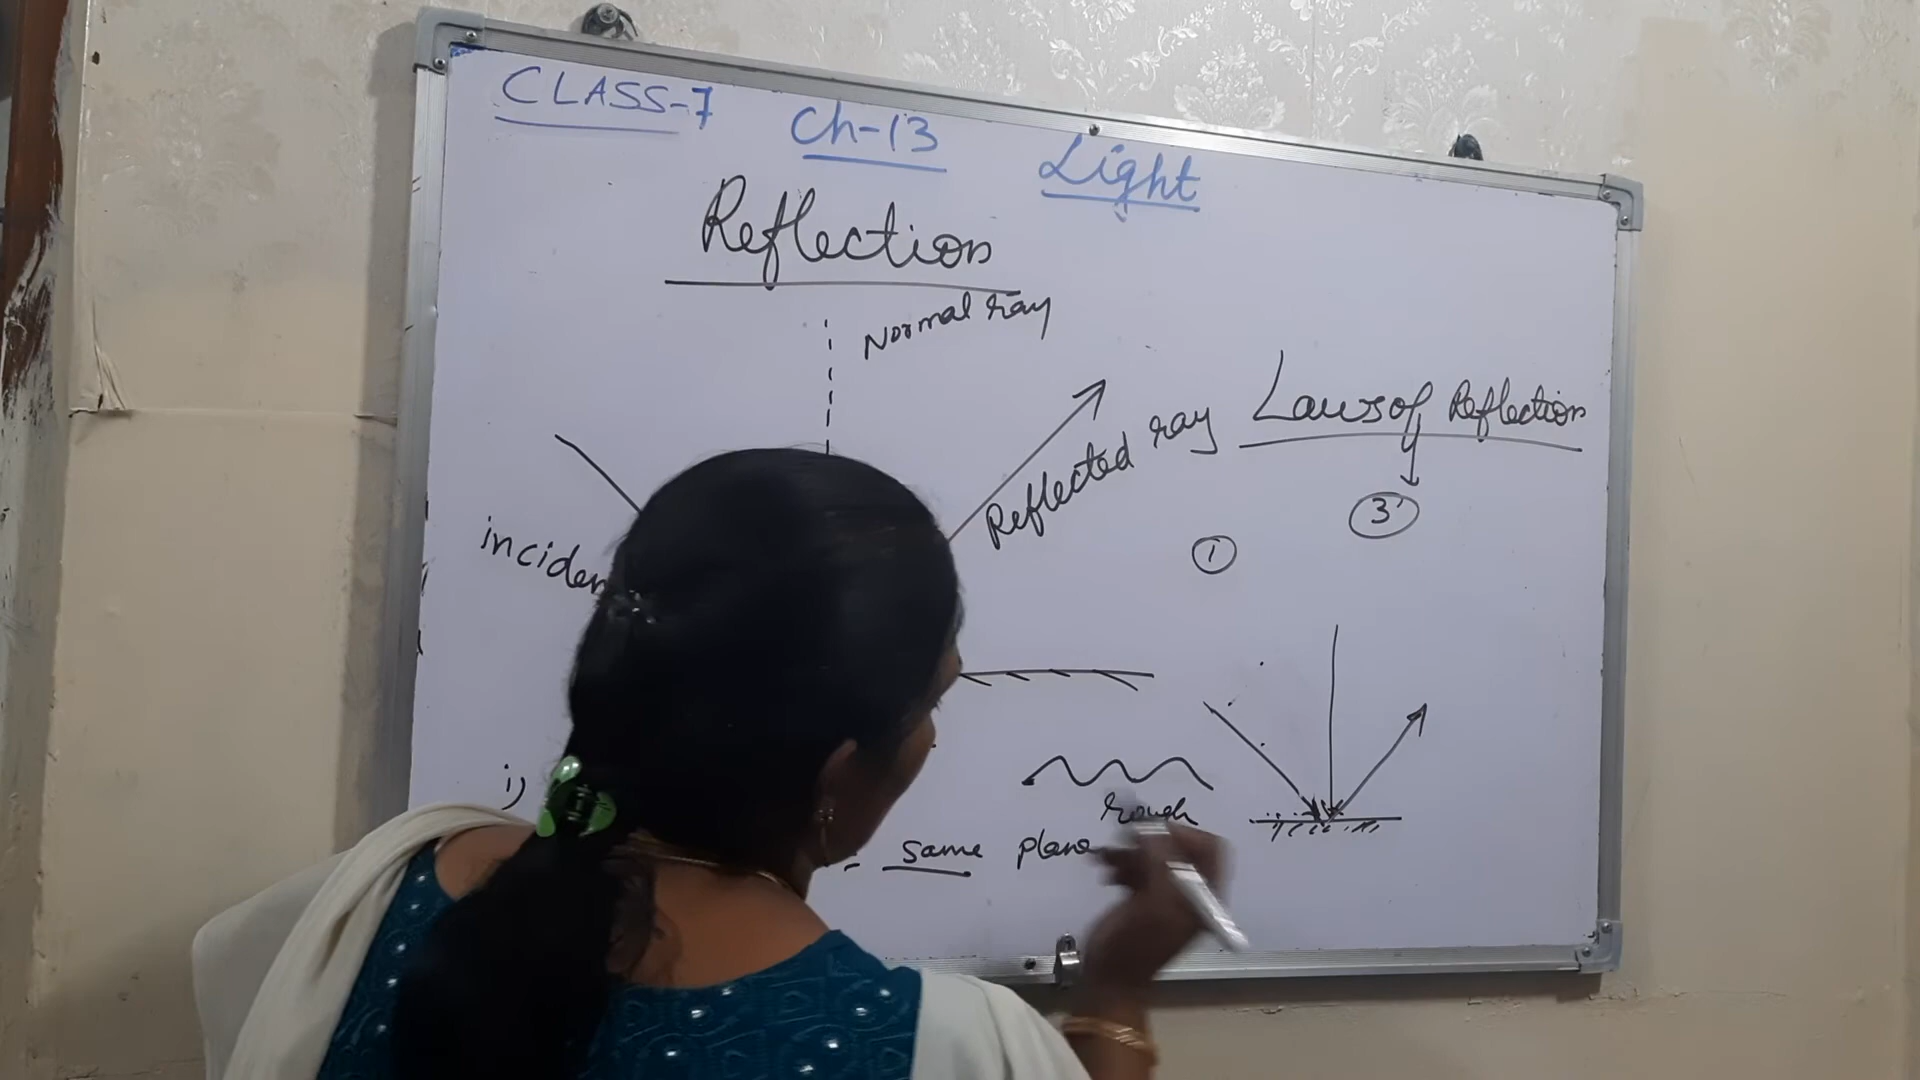 CLASS-7 Ch-13 Light
Reflection
Normal ray
Reflected ray
Laws of Reflection
3
1
inciden
i)
rough
same plane